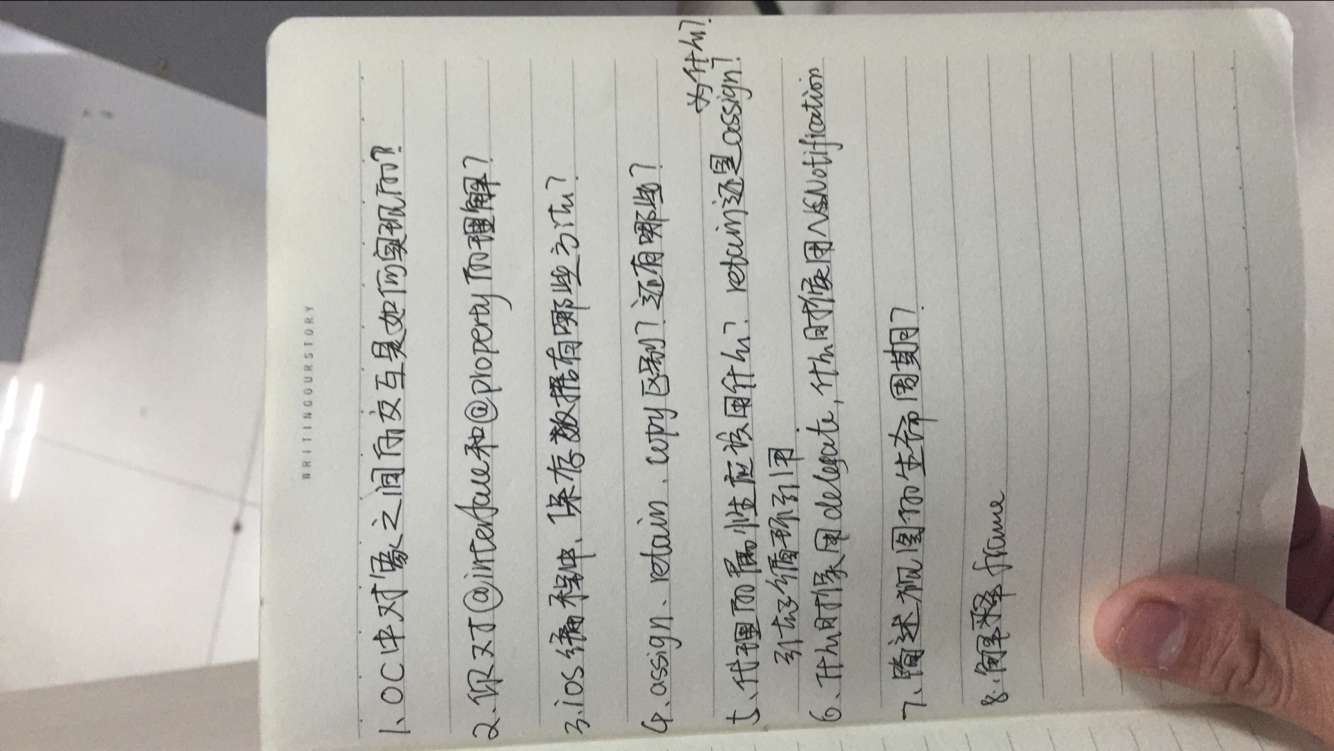 WRITINGOURSTORY
1、OC中对象之间的交互是如何实现的？
2、你对@interface和@property的理解？
3、ios编程中、保存数据有哪些方法？
4、assign、retain、copy区别？还有哪些？
为什么？
5、代理的属性应该用什么？retain还是assign？
引起循环引用.
6、什么时候用delegate,什么时候用NSNotification
7、简述视图的生命周期？
8、解释frame